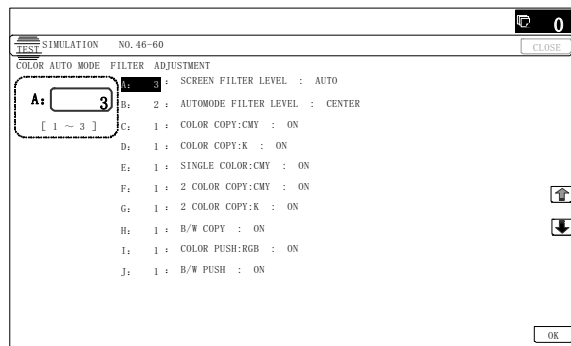 0
TEST SIMULATION NO.46-60
CLOSE
COLOR AUTO MODE FILTER ADJUSTMENT
A: 3
[ 1 ~ 3 ]
A: 3 : SCREEN FILTER LEVEL : AUTO
B: 2 : AUTOMODE FILTER LEVEL : CENTER
C: 1 : COLOR COPY:CMY : ON
D: 1 : COLOR COPY:K : ON
E: 1 : SINGLE COLOR:CMY : ON
F: 1 : 2 COLOR COPY:CMY : ON
G: 1 : 2 COLOR COPY:K : ON
H: 1 : B/W COPY : ON
I: 1 : COLOR PUSH:RGB : ON
J: 1 : B/W PUSH : ON
OK